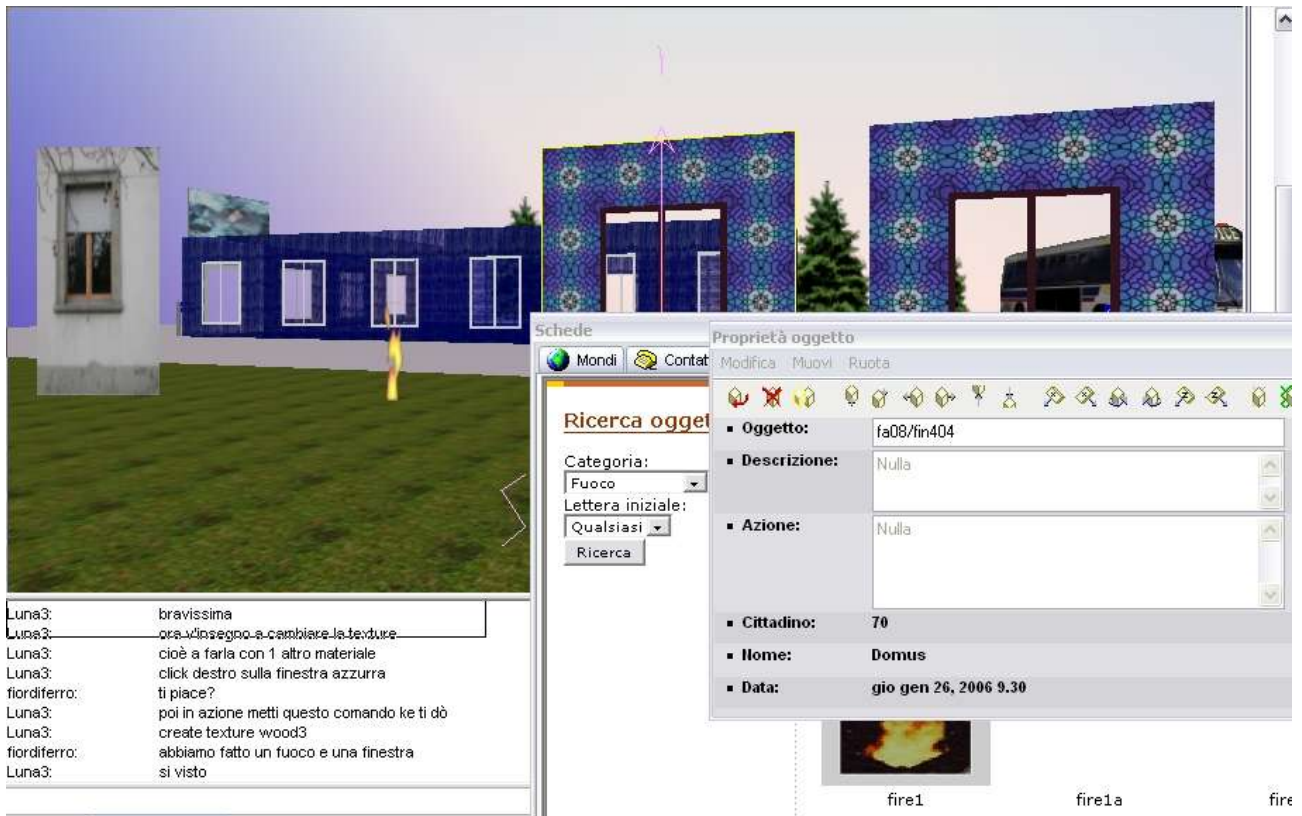 Schede
Mondi
Contat
Ricerca ogget
Categoria:
Fuoco
Lettera iniziale:
Qualsiasi
Ricerca
Proprietà oggetto
Modifica Muovi Ruota
Oggetto: fa08/fin404
Descrizione: Nulla
Azione: Nulla
Cittadino: 70
Nome: Domus
Data: gio gen 26, 2006 9.30
fire1 fire1a fire
Luna3: bravissima
Luna3: ora v'insegno a cambiare la texture
Luna3: cioè a farla con 1 altro materiale
Luna3: click destro sulla finestra azzurra
fiordiferro: ti piace?
Luna3: poi in azione metti questo comando ke ti dò
Luna3: create texture wood3
fiordiferro: abbiamo fatto un fuoco e una finestra
Luna3: si visto